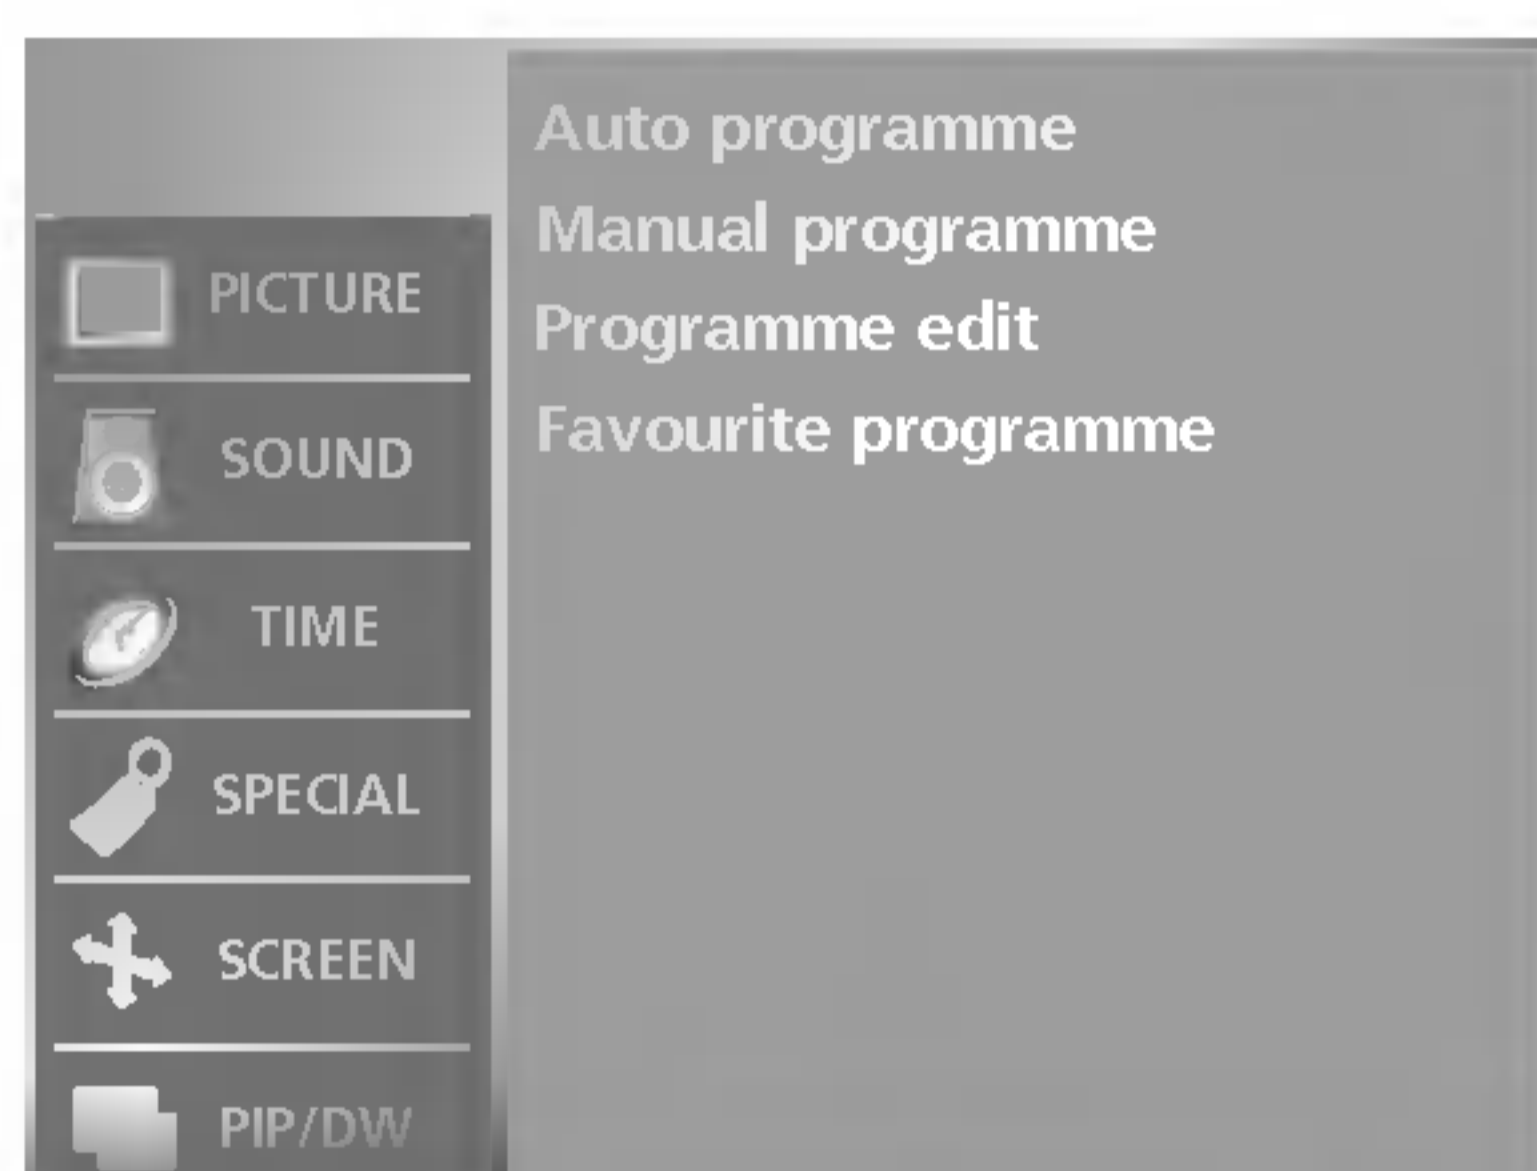 PICTURE
SOUND
TIME
SPECIAL
SCREEN
PIP/DW
Auto programme
Manual programme
Programme edit
Favourite programme